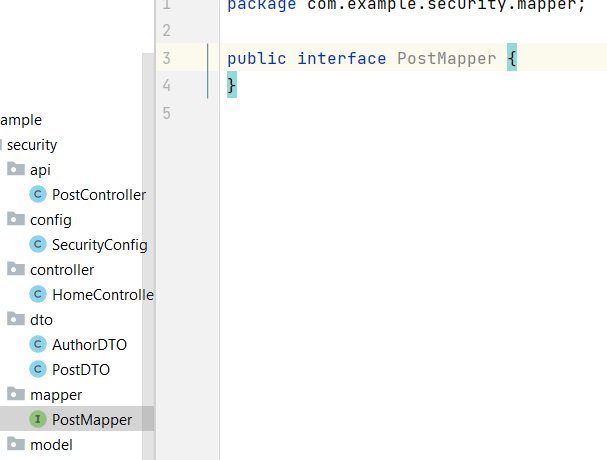 ample
security
api
C PostController
config
C SecurityConfig
controller
C HomeControlle
dto
C AuthorDTO
C PostDTO
mapper
I PostMapper
model
1 package com.example.security.mapper;
2
3 public interface PostMapper {
4 }
5